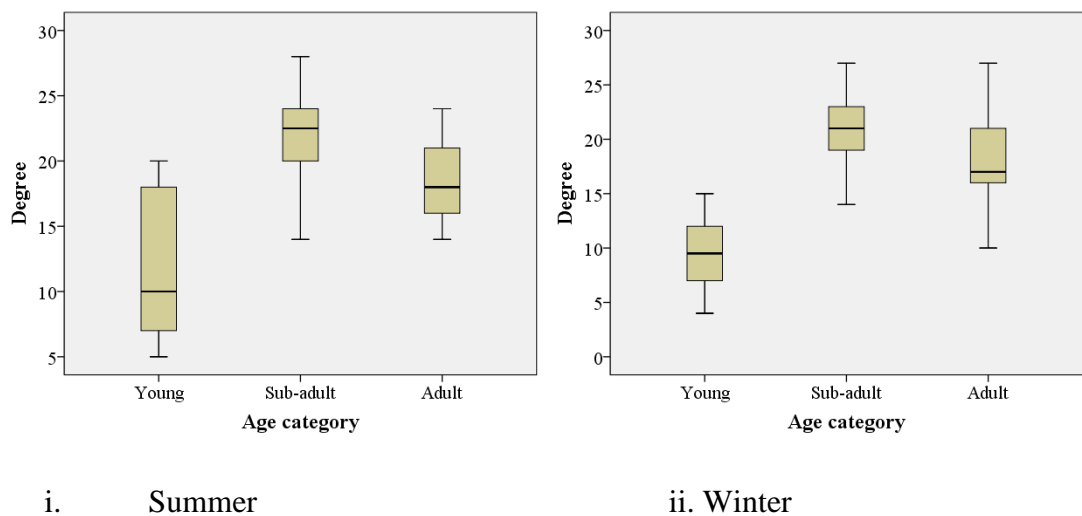 30
25
20
15
10
5
Degree
Young Sub-adult Adult
Age category
30
25
20
15
10
5
0
Degree
Young Sub-adult Adult
Age category
i. Summer
ii. Winter